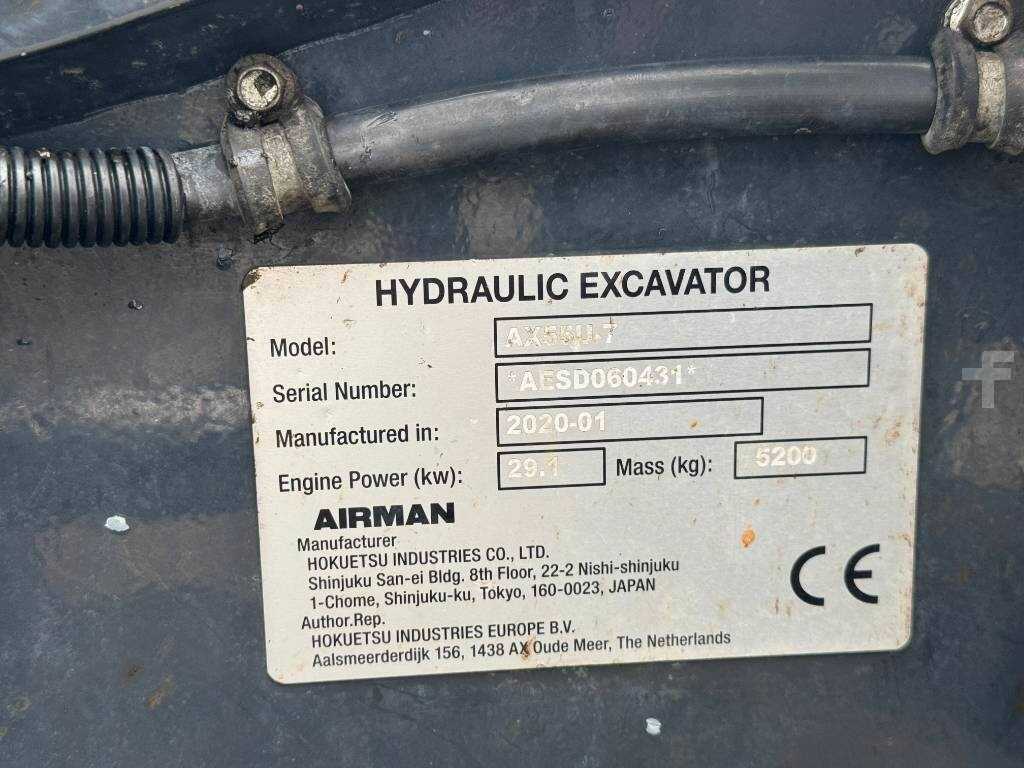 HYDRAULIC EXCAVATOR
Model: AX55U-7
Serial Number: *AESD060431*
Manufactured in: 2020-01
Engine Power (kw): 29.1 Mass (kg): 5200
AIRMAN
Manufacturer
HOKUETSU INDUSTRIES CO., LTD.
Shinjuku San-ei Bldg. 8th Floor, 22-2 Nishi-shinjuku
1-Chome, Shinjuku-ku, Tokyo, 160-0023, JAPAN
Author.Rep.
HOKUETSU INDUSTRIES EUROPE B.V.
Aalsmeerderdijk 156, 1438 AX Oude Meer, The Netherlands
CE